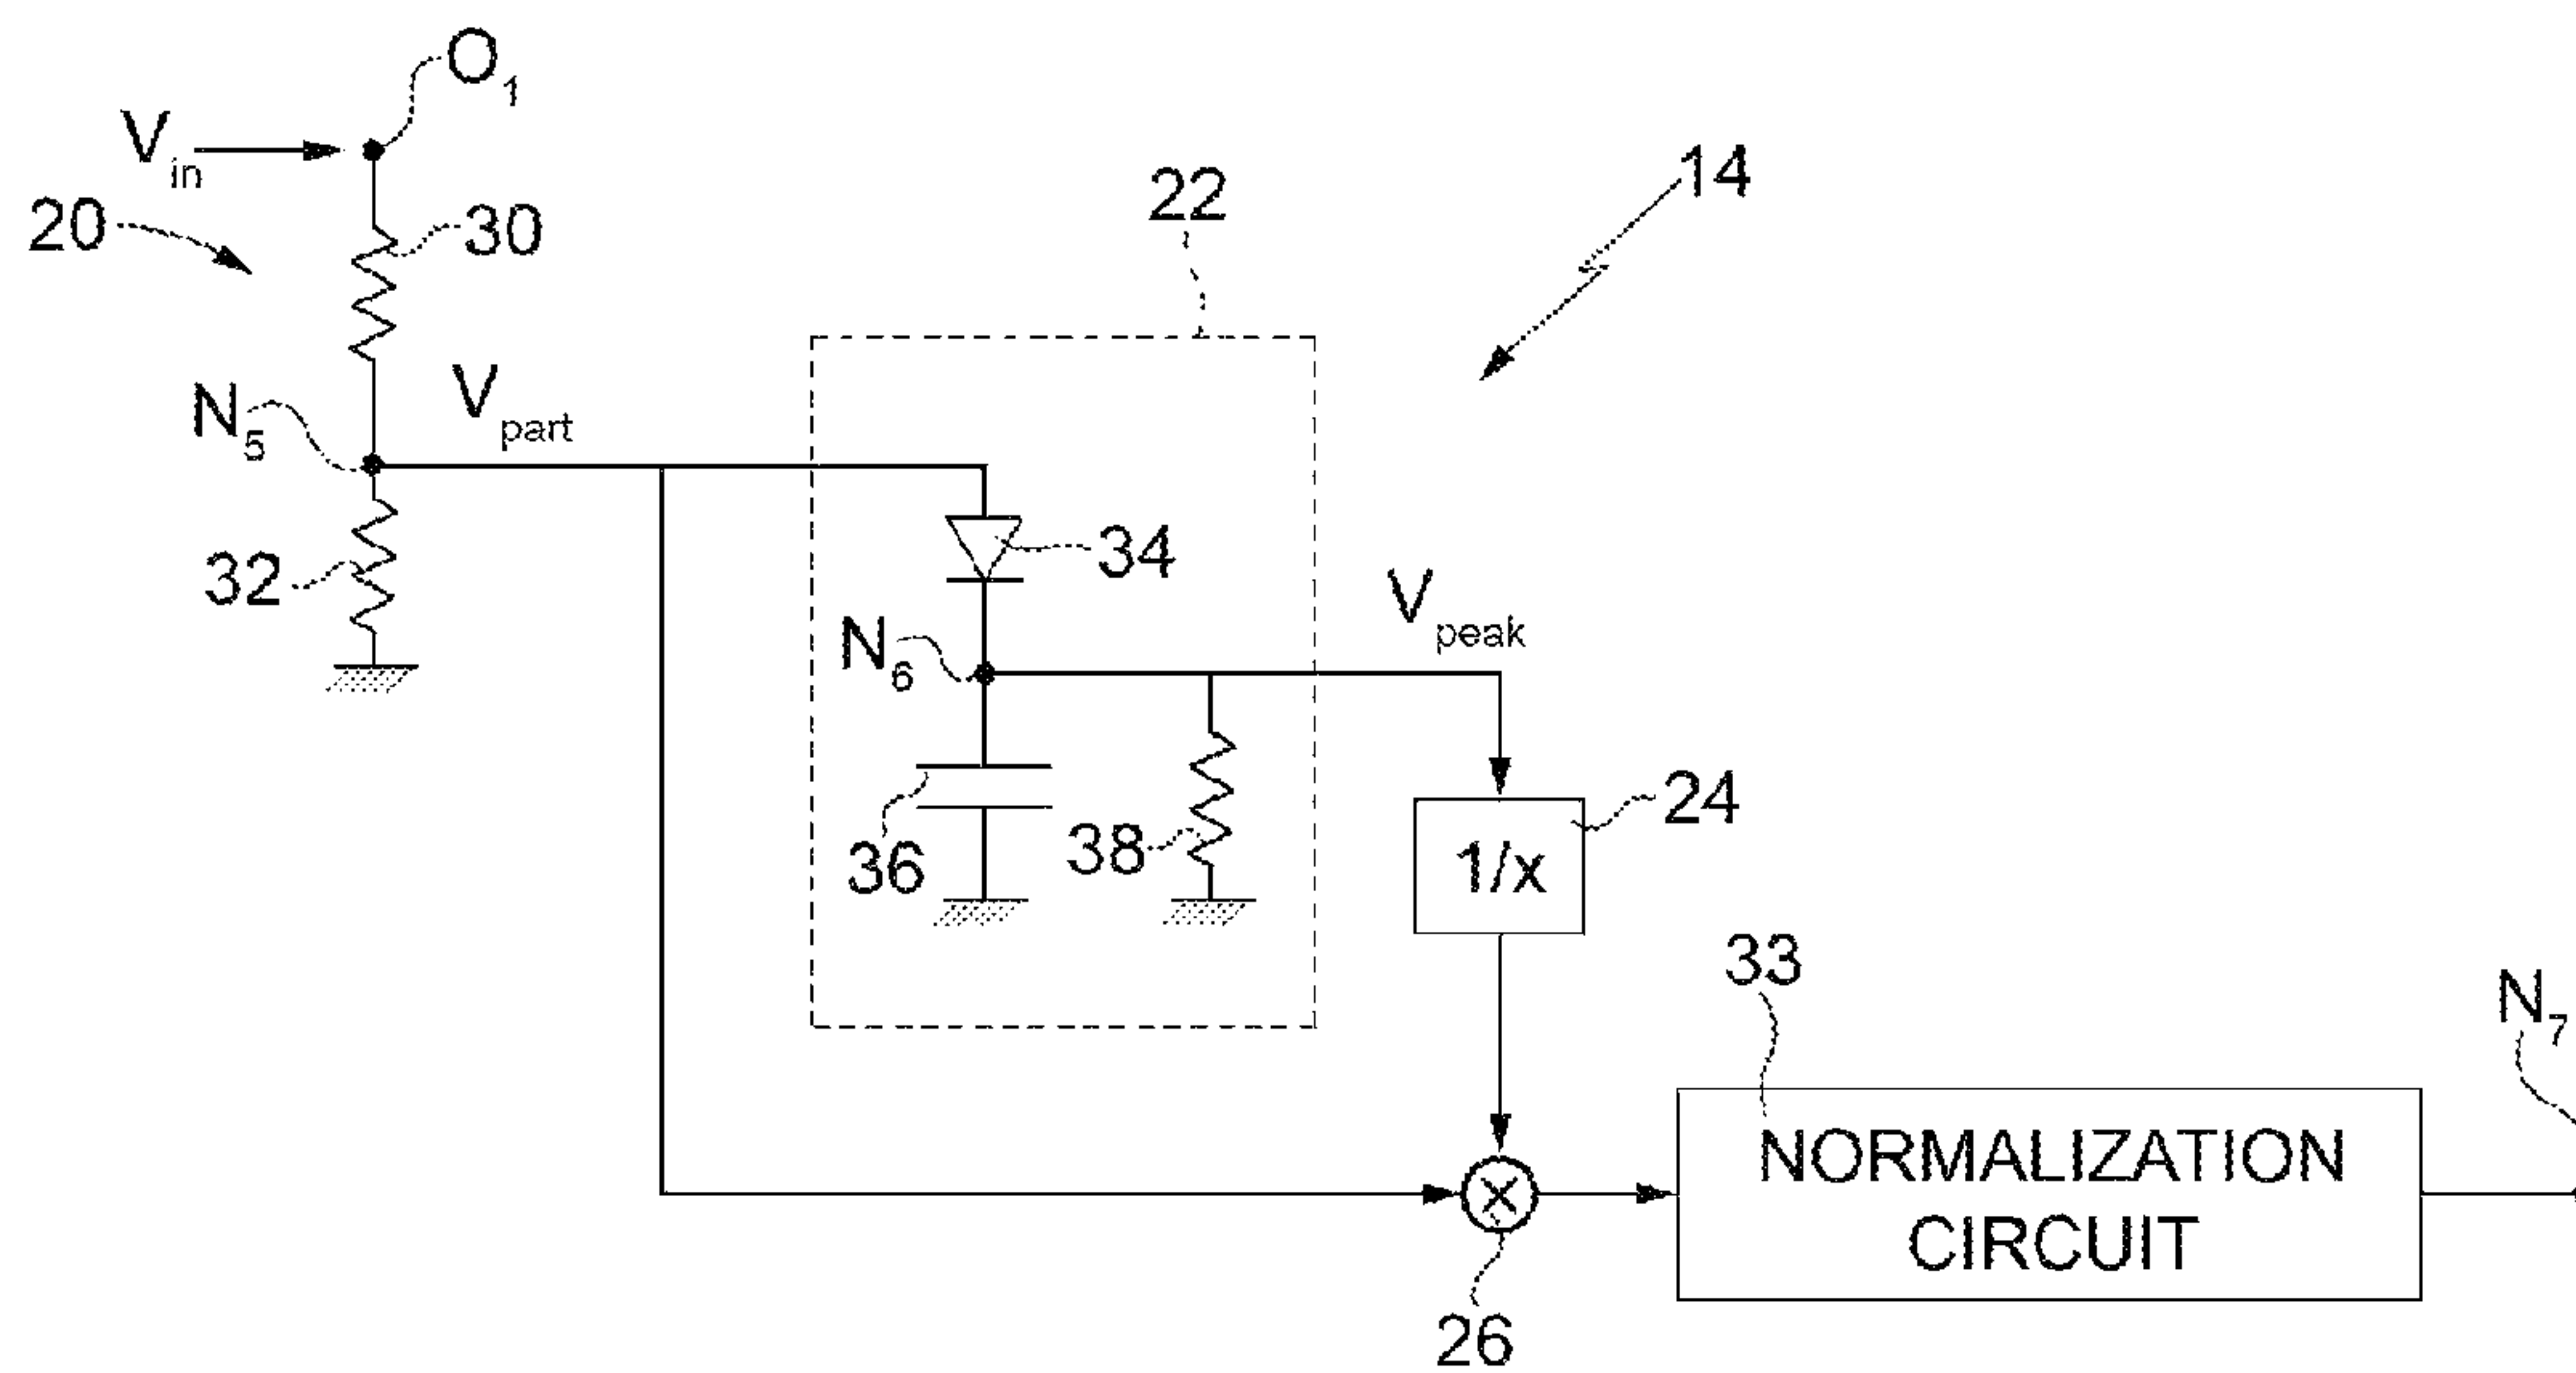 O1
Vin
14
22
20
30
Vpart
N5
34
32
Vpeak
N6
24
36
38
1/x
33
N7
NORMALIZATION
CIRCUIT
26